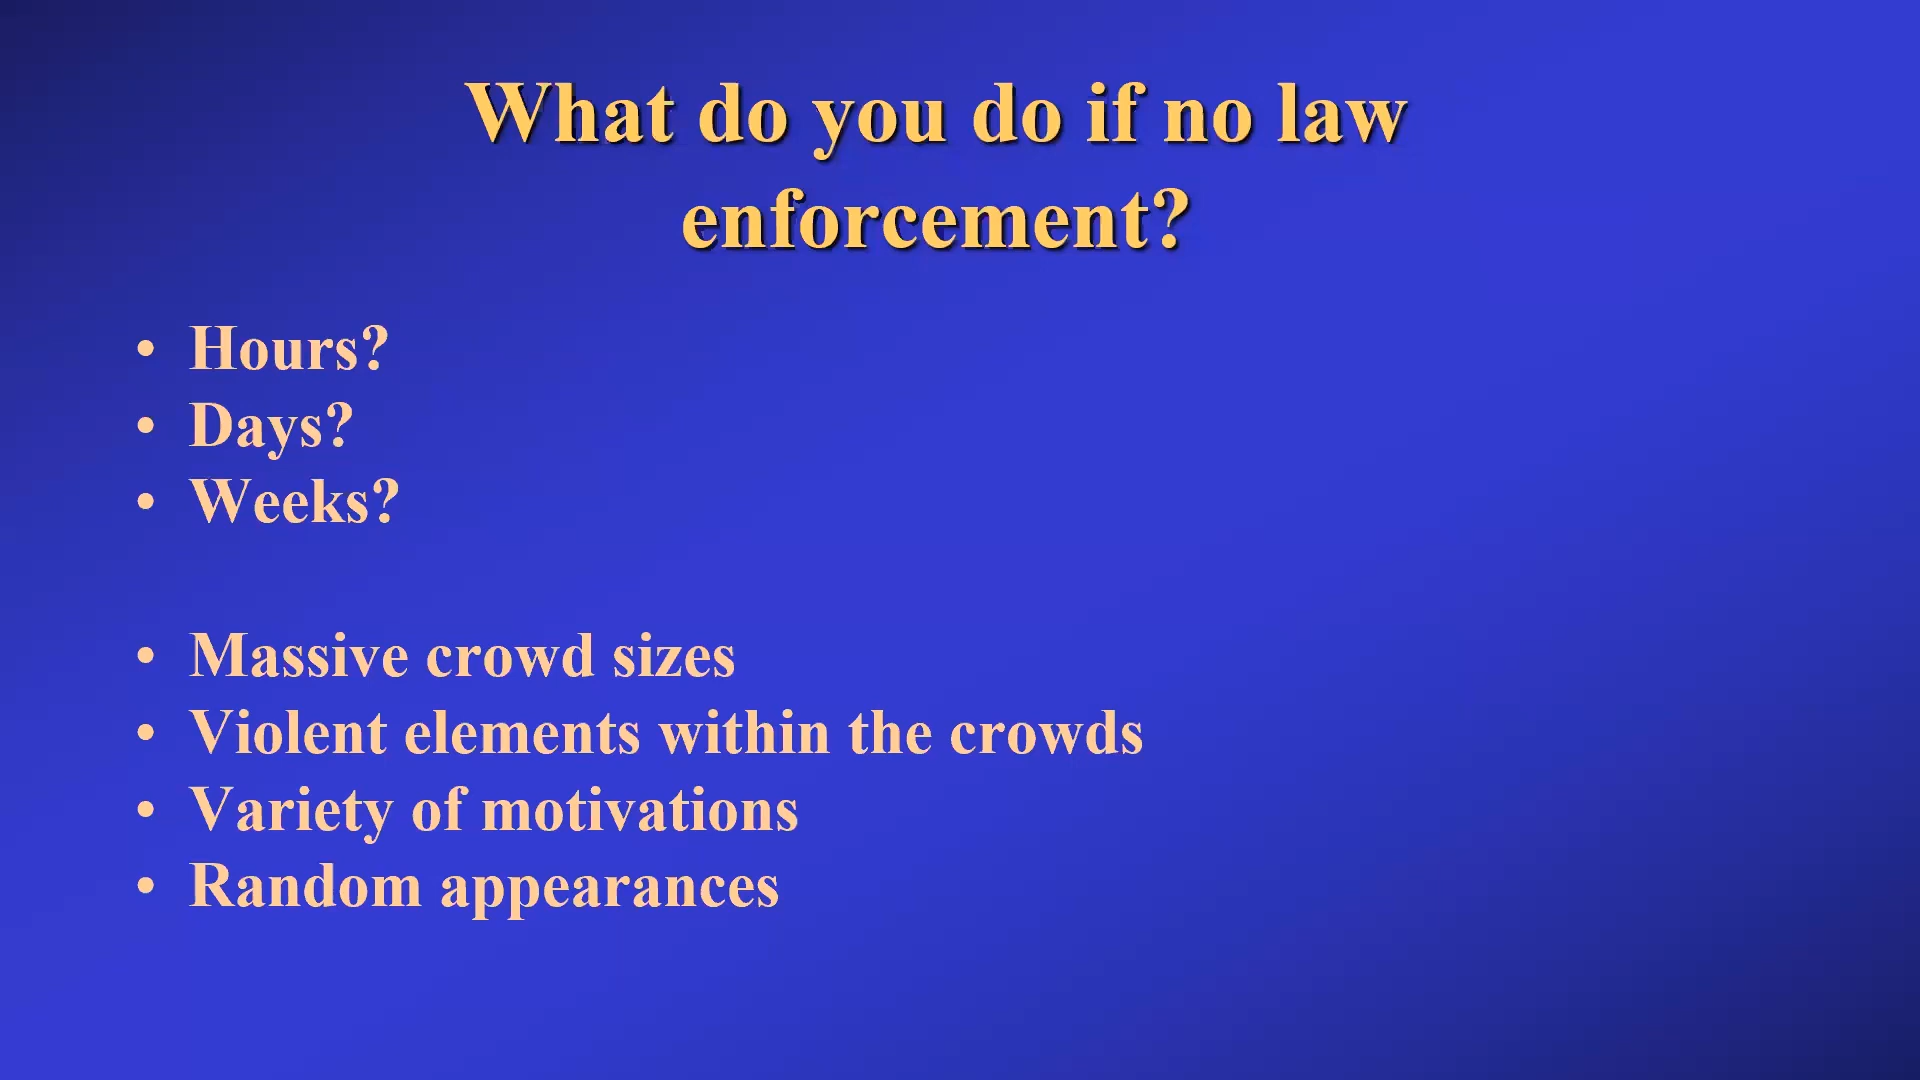 What do you do if no law
enforcement?
• Hours?
• Days?
• Weeks?
• Massive crowd sizes
• Violent elements within the crowds
• Variety of motivations
• Random appearances